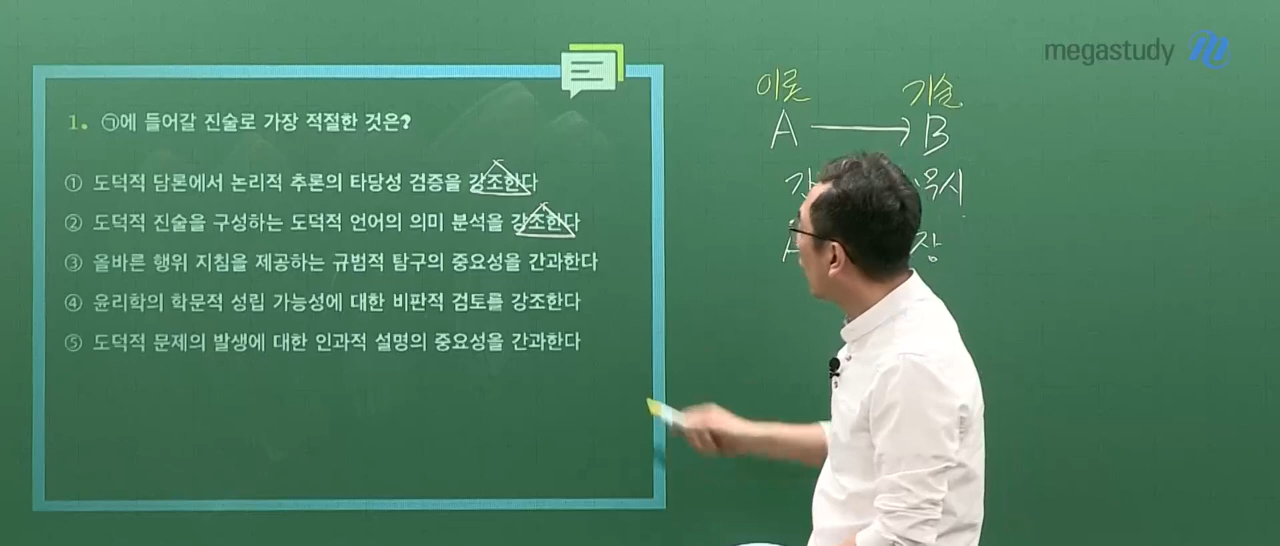 megastudy
1. ㉠에 들어갈 진술로 가장 적절한 것은?
① 도덕적 담론에서 논리적 추론의 타당성 검증을 강조한다
② 도덕적 진술을 구성하는 도덕적 언어의 의미 분석을 강조한다
③ 올바른 행위 지침을 제공하는 규범적 탐구의 중요성을 간과한다
④ 윤리학의 학문적 성립 가능성에 대한 비판적 검토를 강조한다
⑤ 도덕적 문제의 발생에 대한 인과적 설명의 중요성을 간과한다
이론 기술
A → B